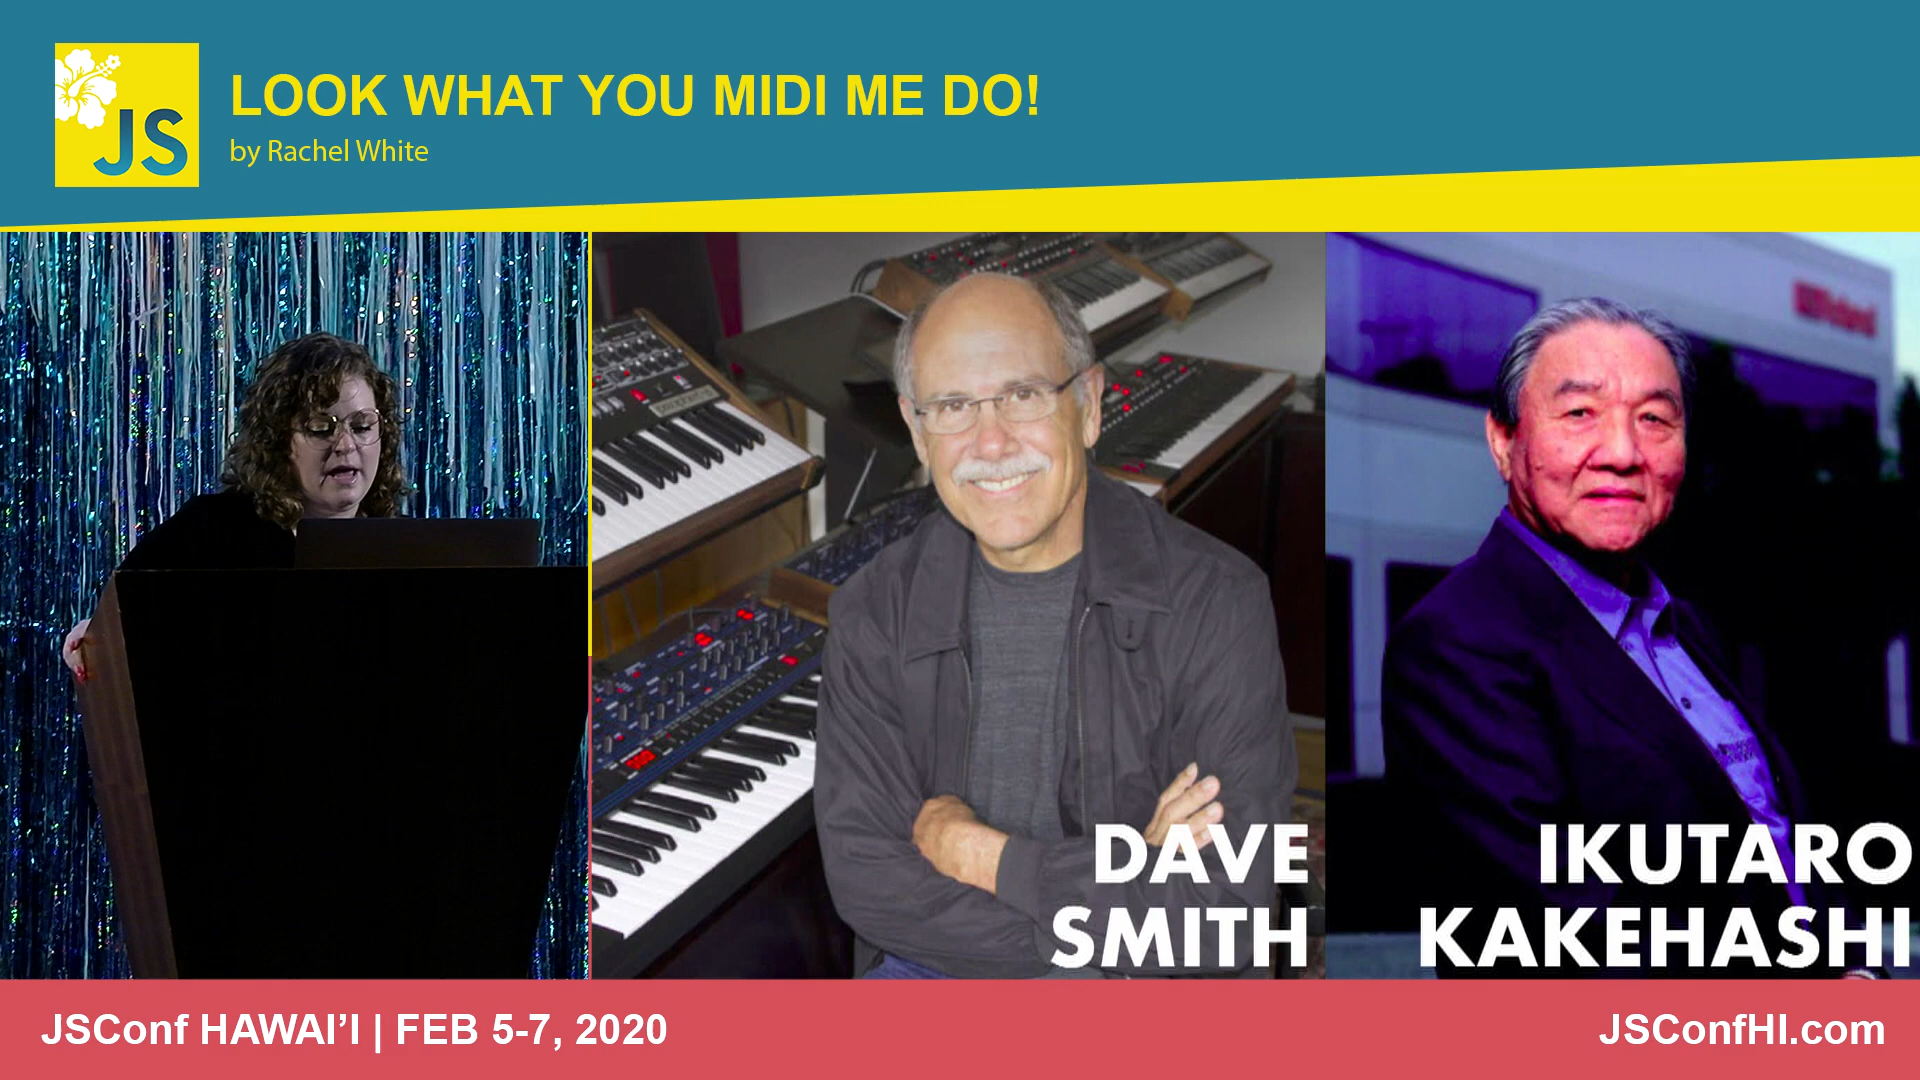 JS
LOOK WHAT YOU MIDI ME DO!
by Rachel White
Roland
DAVE
SMITH
IKUTARO
KAKEHASHI
JSConf HAWAI’I | FEB 5-7, 2020
JSConfHI.com